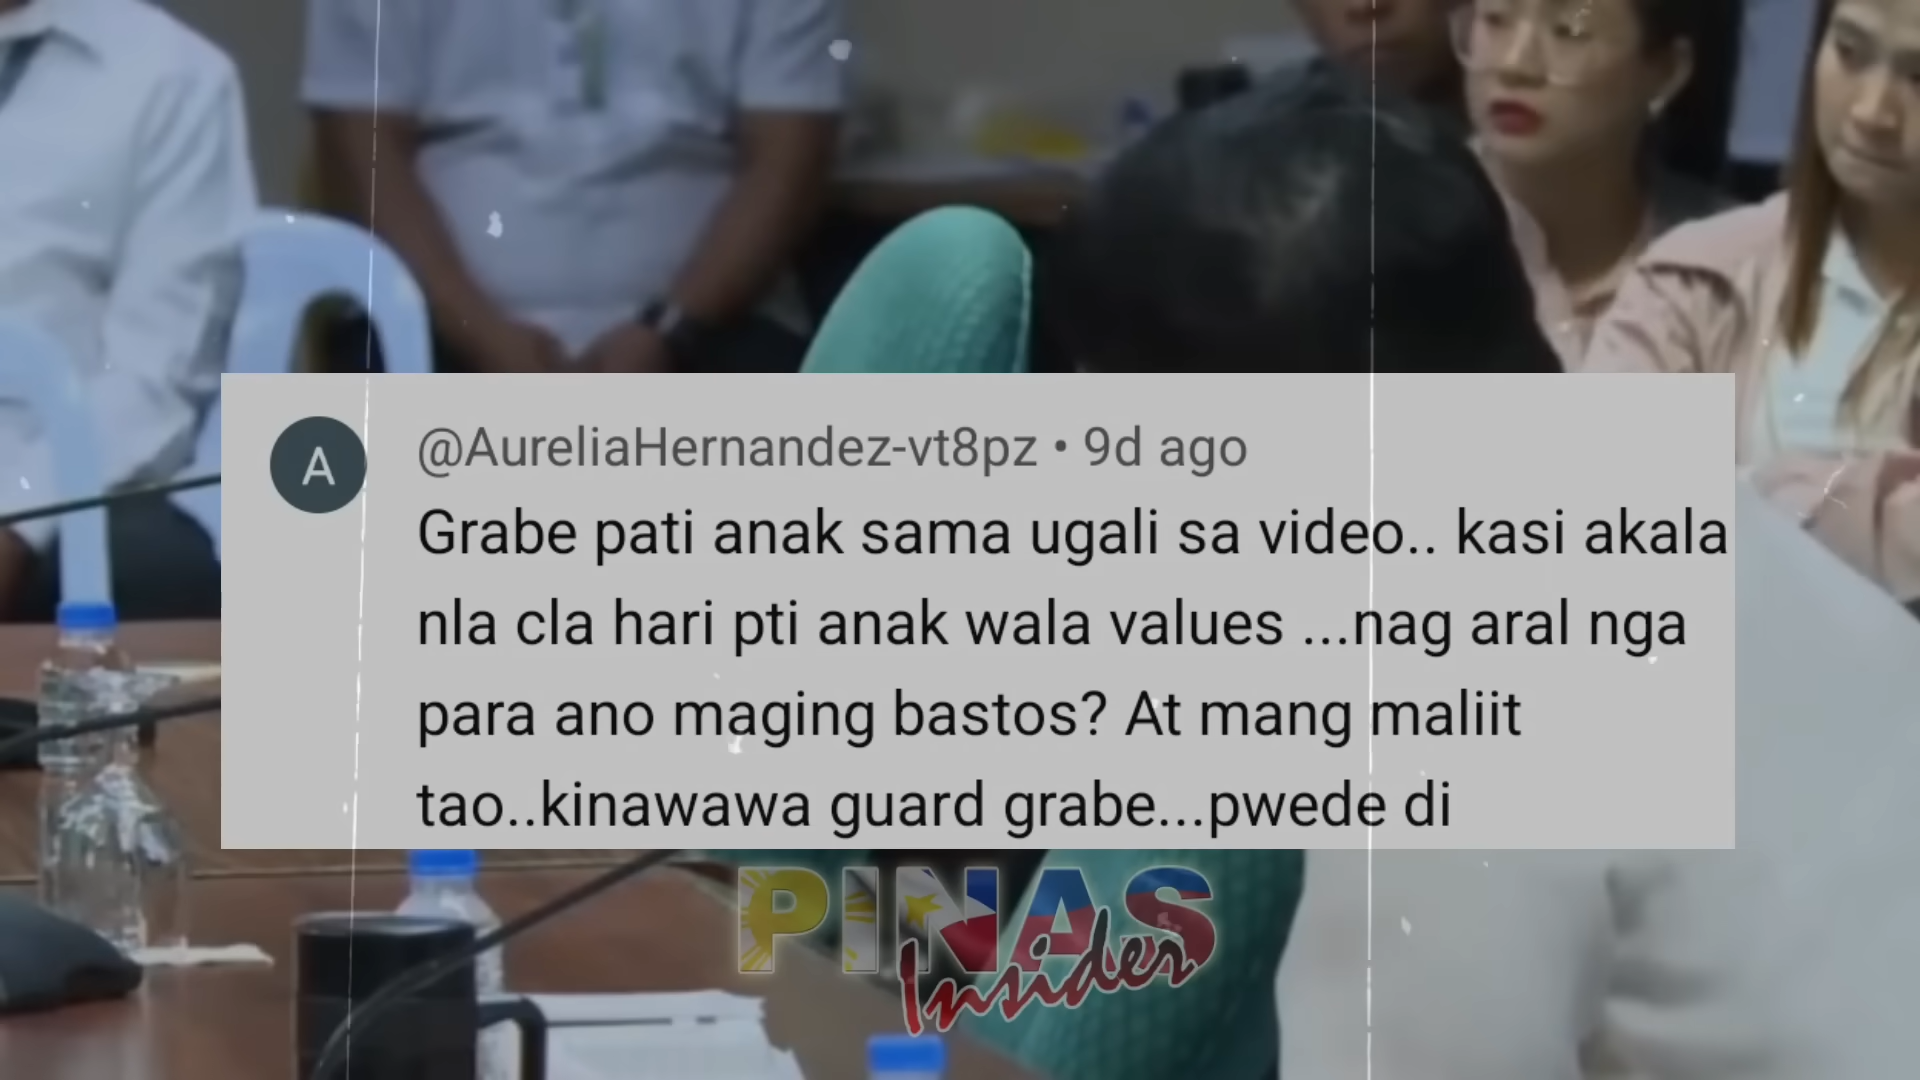 A
@AureliaHernandez-vt8pz • 9d ago
Grabe pati anak sama ugali sa video.. kasi akala
nla cla hari pti anak wala values ...nag aral nga
para ano maging bastos? At mang maliit
tao..kinawawa guard grabe...pwede di
PINAS
Insider